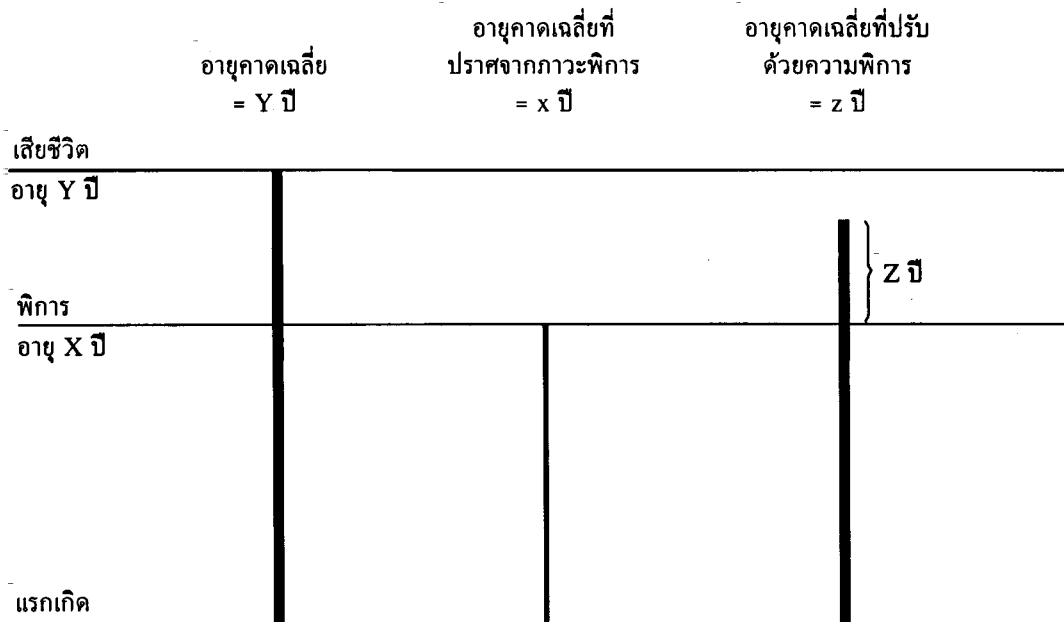 อายุคาดเฉลี่ย
= Y ปี
อายุคาดเฉลี่ยที่
ปราศจากภาวะพิการ
= x ปี
อายุคาดเฉลี่ยที่ปรับ
ด้วยความพิการ
= z ปี
เสียชีวิต
อายุ Y ปี
Z ปี
พิการ
อายุ X ปี
แรกเกิด